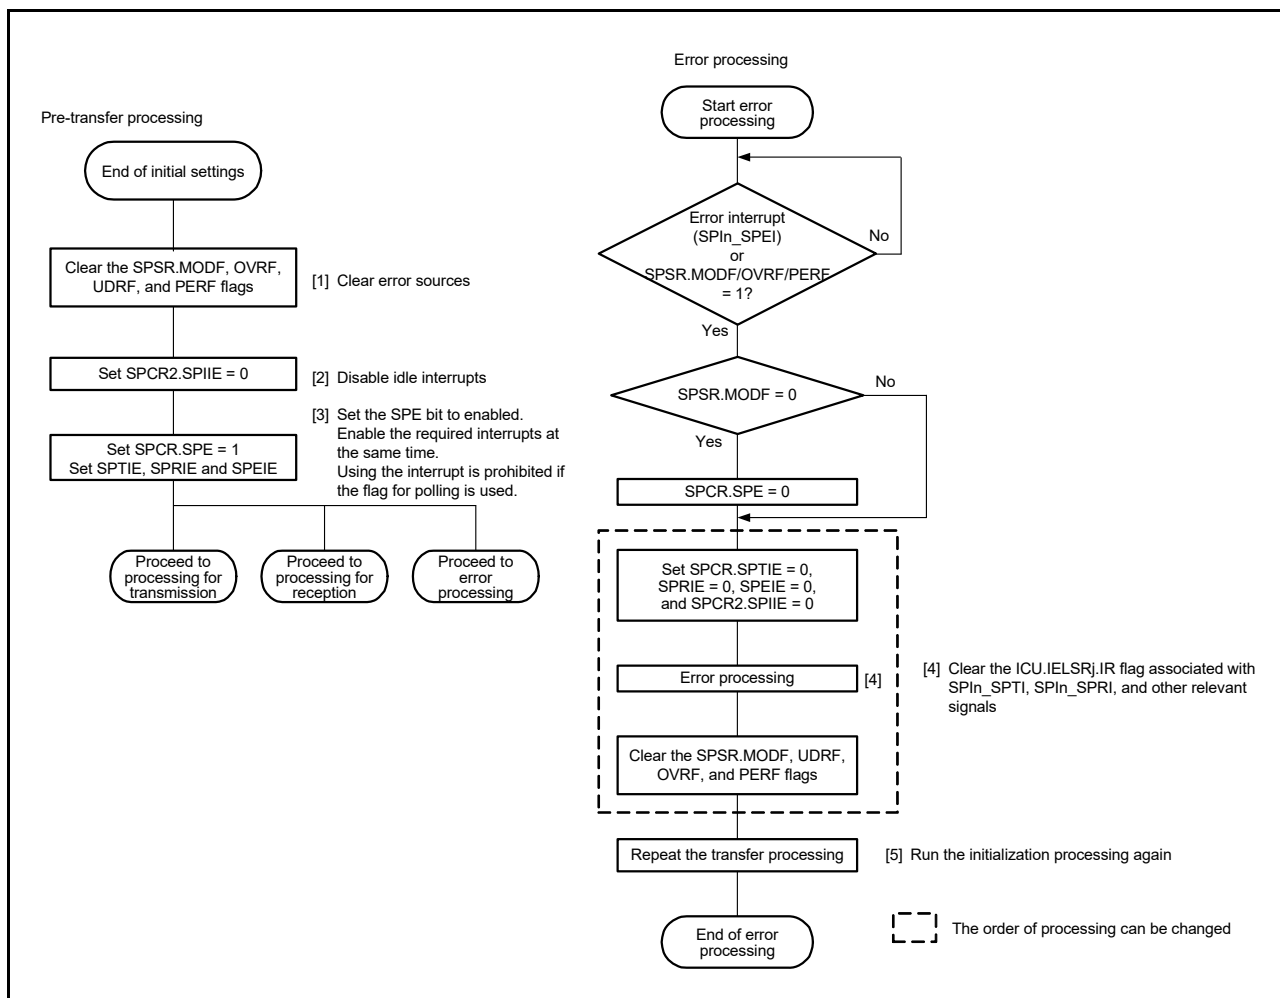 Pre-transfer processing
End of initial settings
Clear the SPSR.MODF, OVRF,
UDRF, and PERF flags
[1] Clear error sources
Set SPCR2.SPIIE = 0
[2] Disable idle interrupts
Set SPCR.SPE = 1
Set SPTIE, SPRIE and SPEIE
[3] Set the SPE bit to enabled.
Enable the required interrupts at
the same time.
Using the interrupt is prohibited if
the flag for polling is used.
Proceed to
processing for
transmission
Proceed to
processing for
reception
Proceed to
error
processing
Error processing
Start error
processing
Error interrupt
(SPIn_SPEI)
or
SPSR.MODF/OVRF/PERF
= 1?
No
Yes
SPSR.MODF = 0
No
Yes
SPCR.SPE = 0
Set SPCR.SPTIE = 0,
SPRIE = 0, SPEIE = 0,
and SPCR2.SPIIE = 0
Error processing
[4]
[4] Clear the ICU.IELSRj.IR flag associated with
SPIn_SPTI, SPIn_SPRI, and other relevant
signals
Clear the SPSR.MODF, UDRF,
OVRF, and PERF flags
Repeat the transfer processing
[5] Run the initialization processing again
End of error
processing
The order of processing can be changed